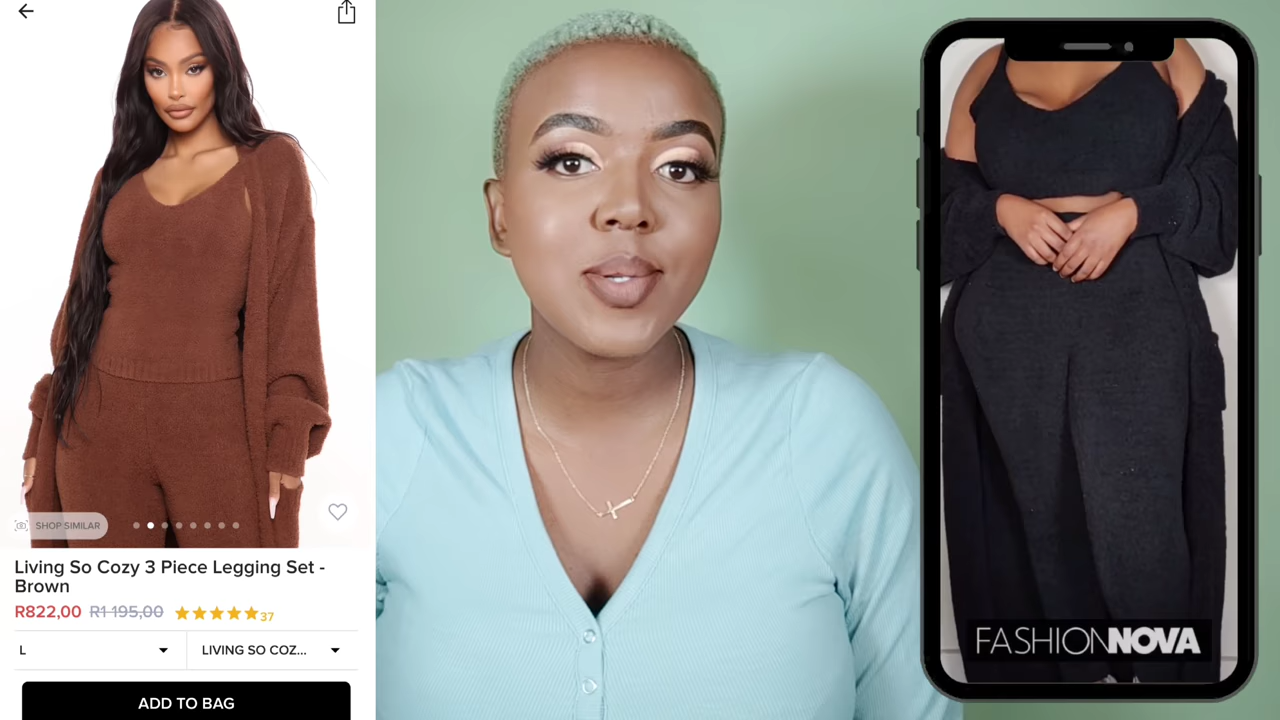 SHOP SIMILAR
Living So Cozy 3 Piece Legging Set -
Brown
R822,00 R1 195,00 37
L LIVING SO COZ...
ADD TO BAG
FASHIONNOVA